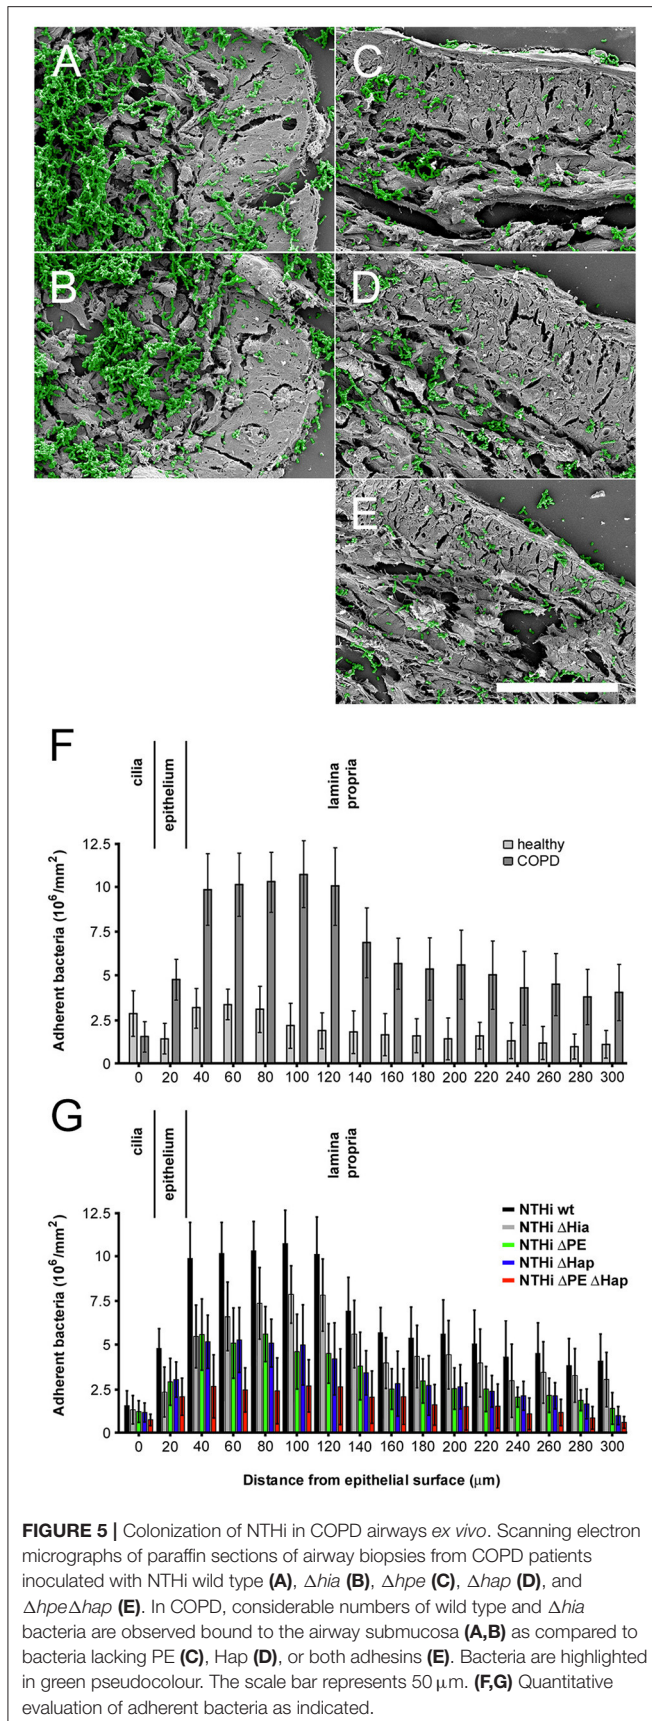 A
C
B
D
E
F
cilia
epithelium
lamina
propria
12.5
10
7.5
5
2.5
0
Adherent bacteria (10⁶/mm²)
healthy
COPD
0 20 40 60 80 100 120 140 160 180 200 220 240 260 280 300
G
cilia
epithelium
lamina
propria
12.5
10
7.5
5
2.5
0
Adherent bacteria (10⁶/mm²)
NTHi wt
NTHi ΔHia
NTHi ΔPE
NTHi ΔHap
NTHi ΔPE ΔHap
0 20 40 60 80 100 120 140 160 180 200 220 240 260 280 300
Distance from epithelial surface (µm)
FIGURE 5 | Colonization of NTHi in COPD airways ex vivo. Scanning electron
micrographs of paraffin sections of airway biopsies from COPD patients
inoculated with NTHi wild type (A), Δhia (B), Δhpe (C), Δhap (D), and
ΔhpeΔhap (E). In COPD, considerable numbers of wild type and Δhia
bacteria are observed bound to the airway submucosa (A,B) as compared to
bacteria lacking PE (C), Hap (D), or both adhesins (E). Bacteria are highlighted
in green pseudocolour. The scale bar represents 50 µm. (F,G) Quantitative
evaluation of adherent bacteria as indicated.